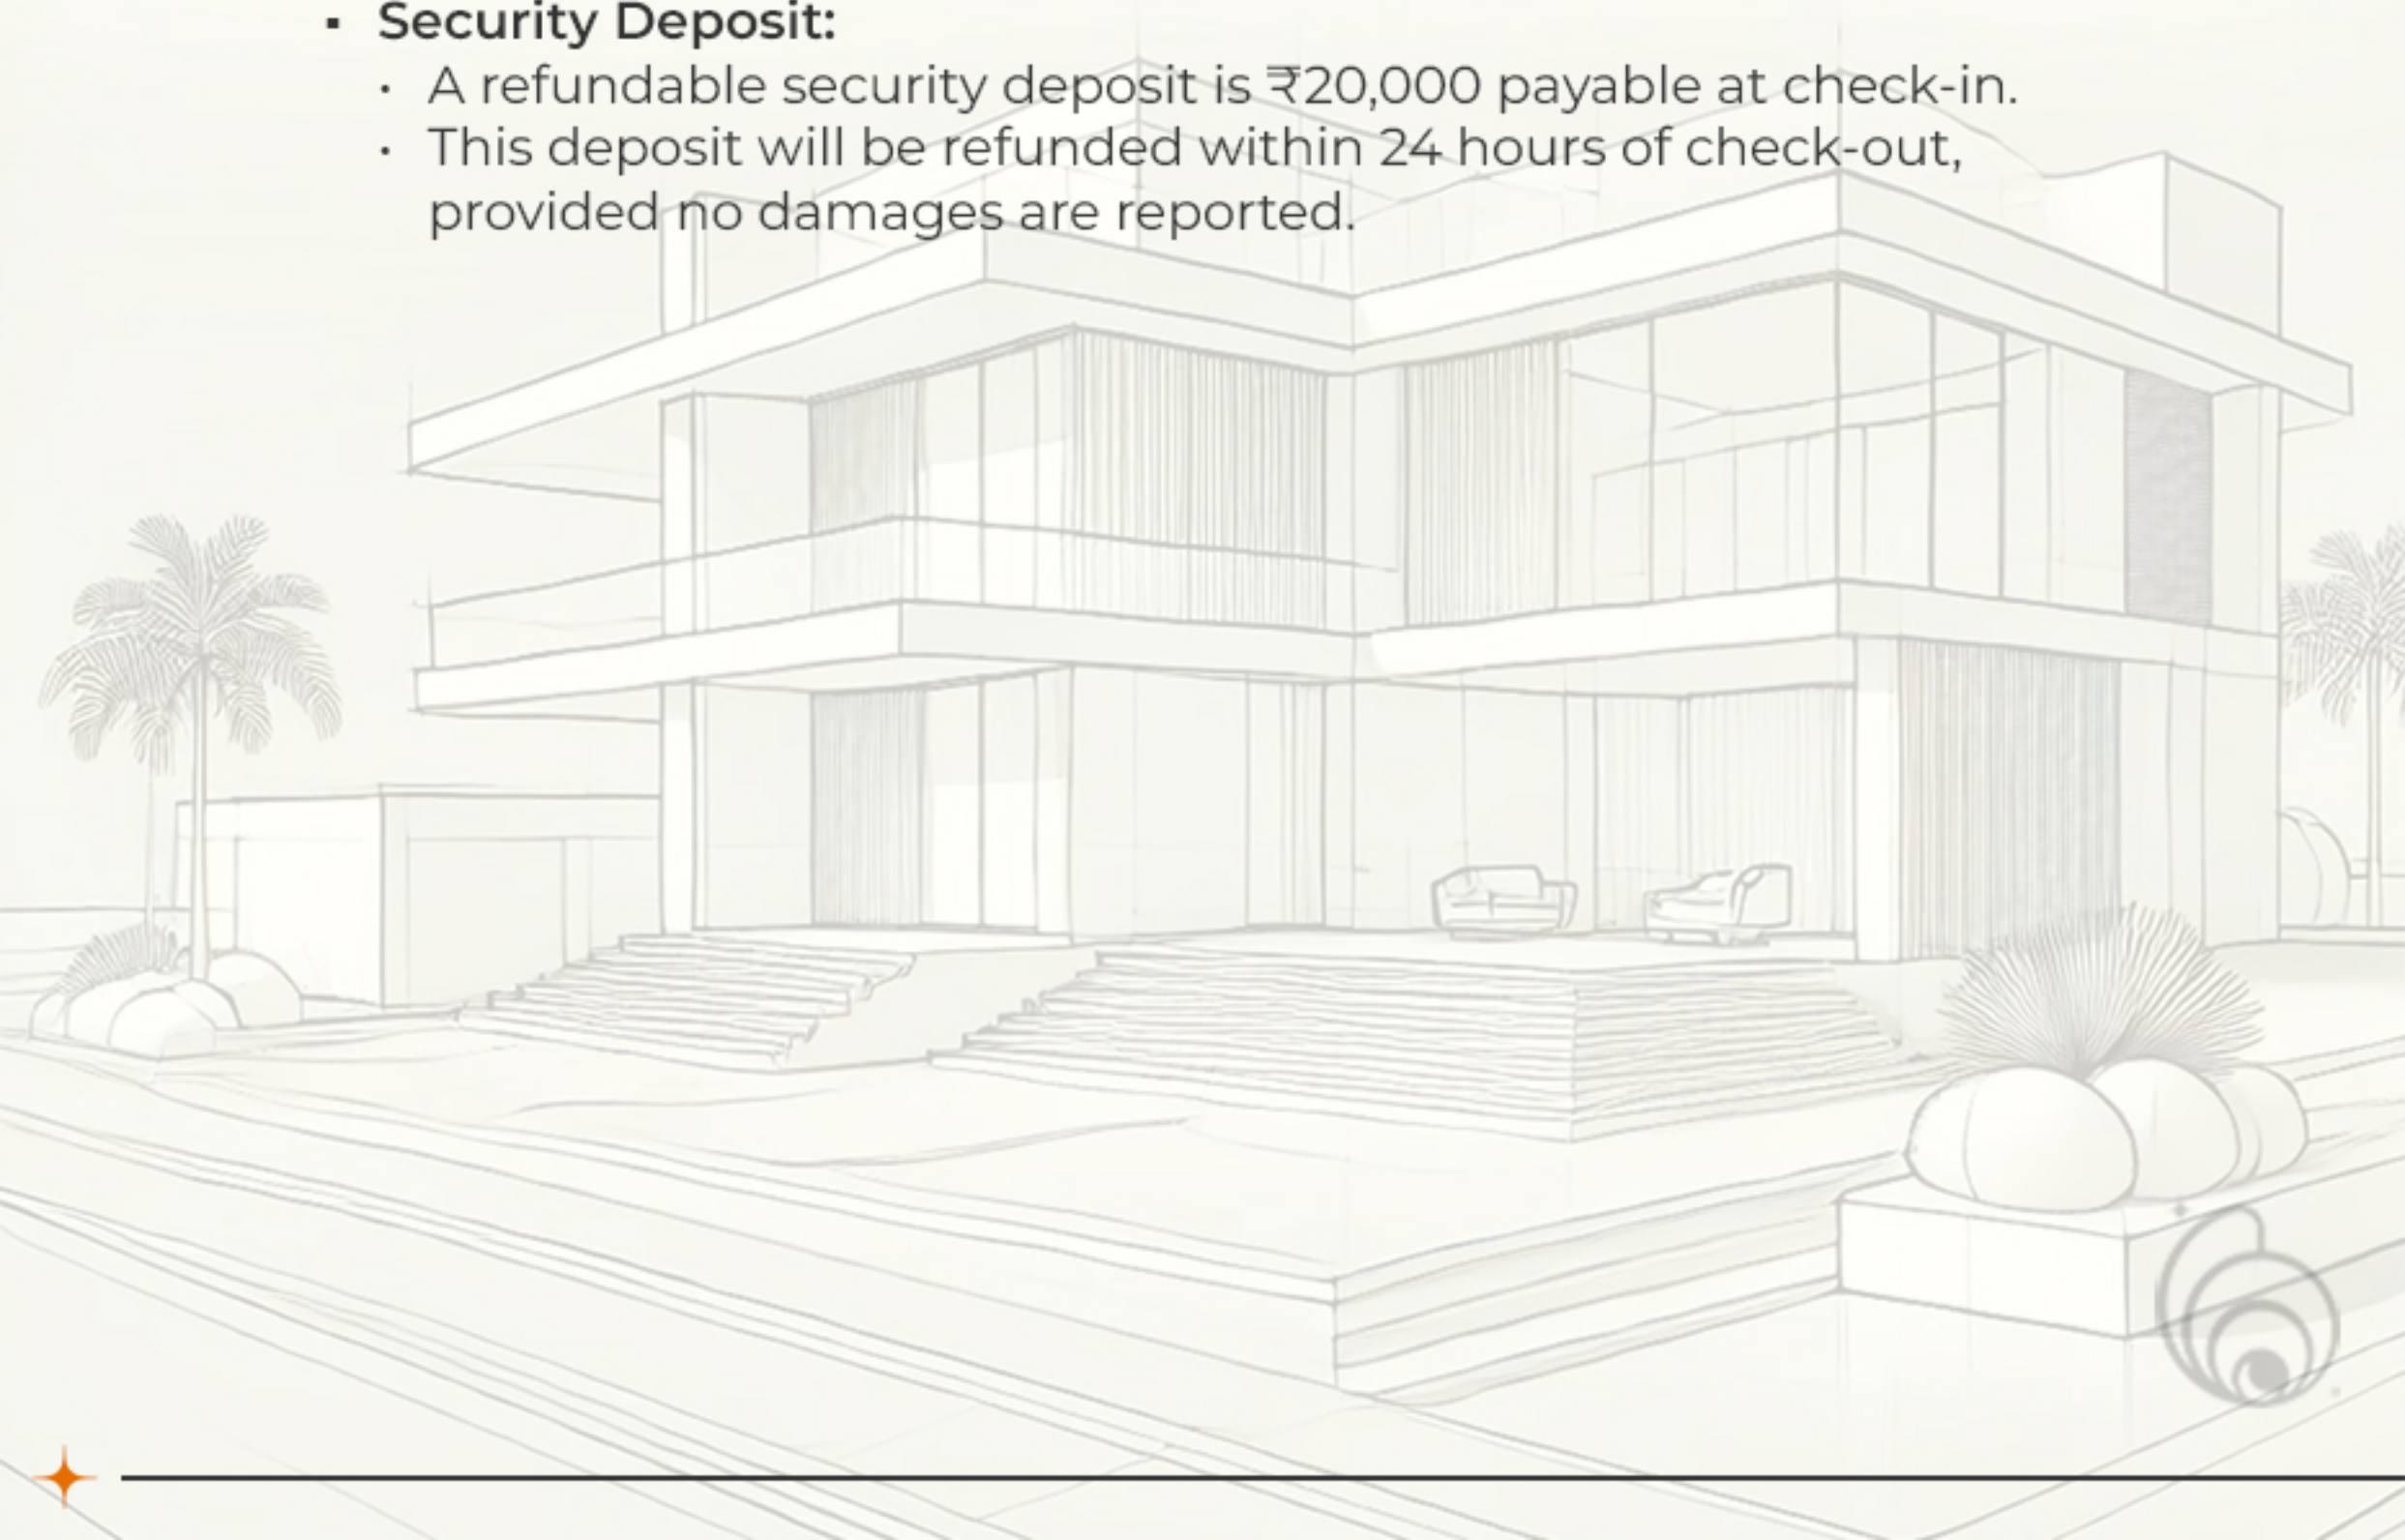 ▪ Security Deposit:
• A refundable security deposit is ₹20,000 payable at check-in.
• This deposit will be refunded within 24 hours of check-out,
provided no damages are reported.